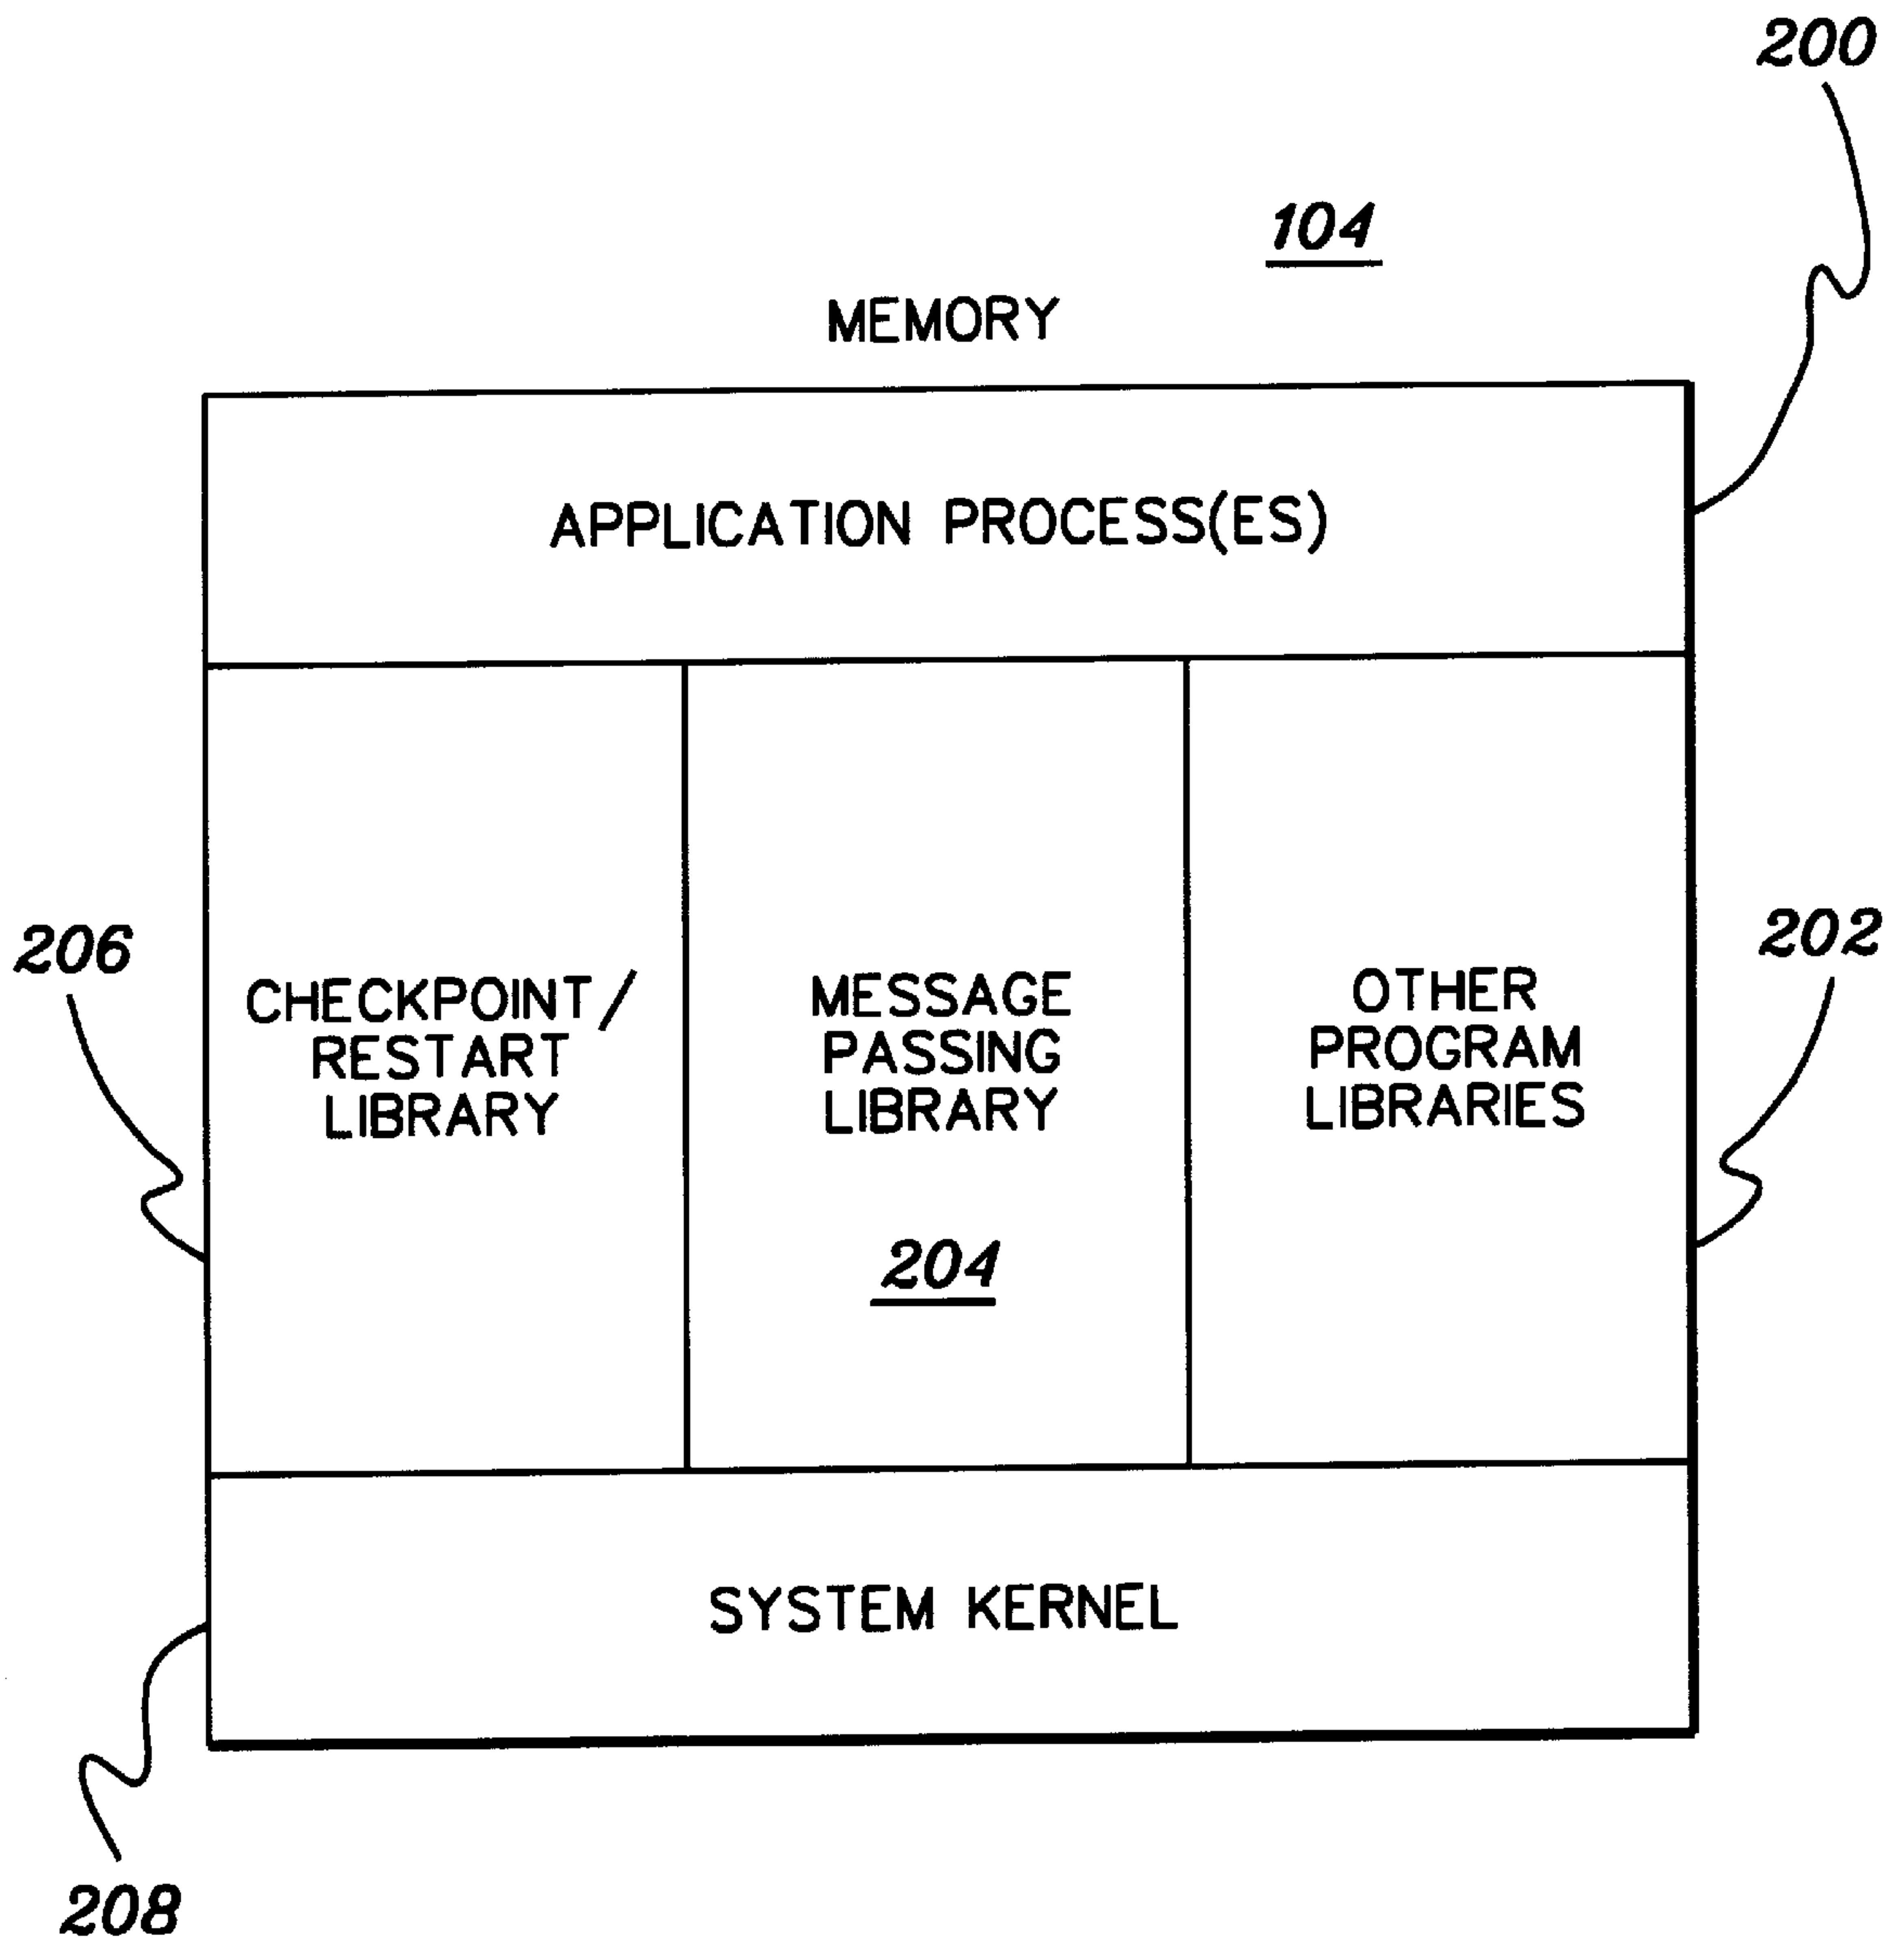 200
104
MEMORY
APPLICATION PROCESS(ES)
206
CHECKPOINT/
RESTART
LIBRARY
MESSAGE
PASSING
LIBRARY
204
OTHER
PROGRAM
LIBRARIES
202
SYSTEM KERNEL
208